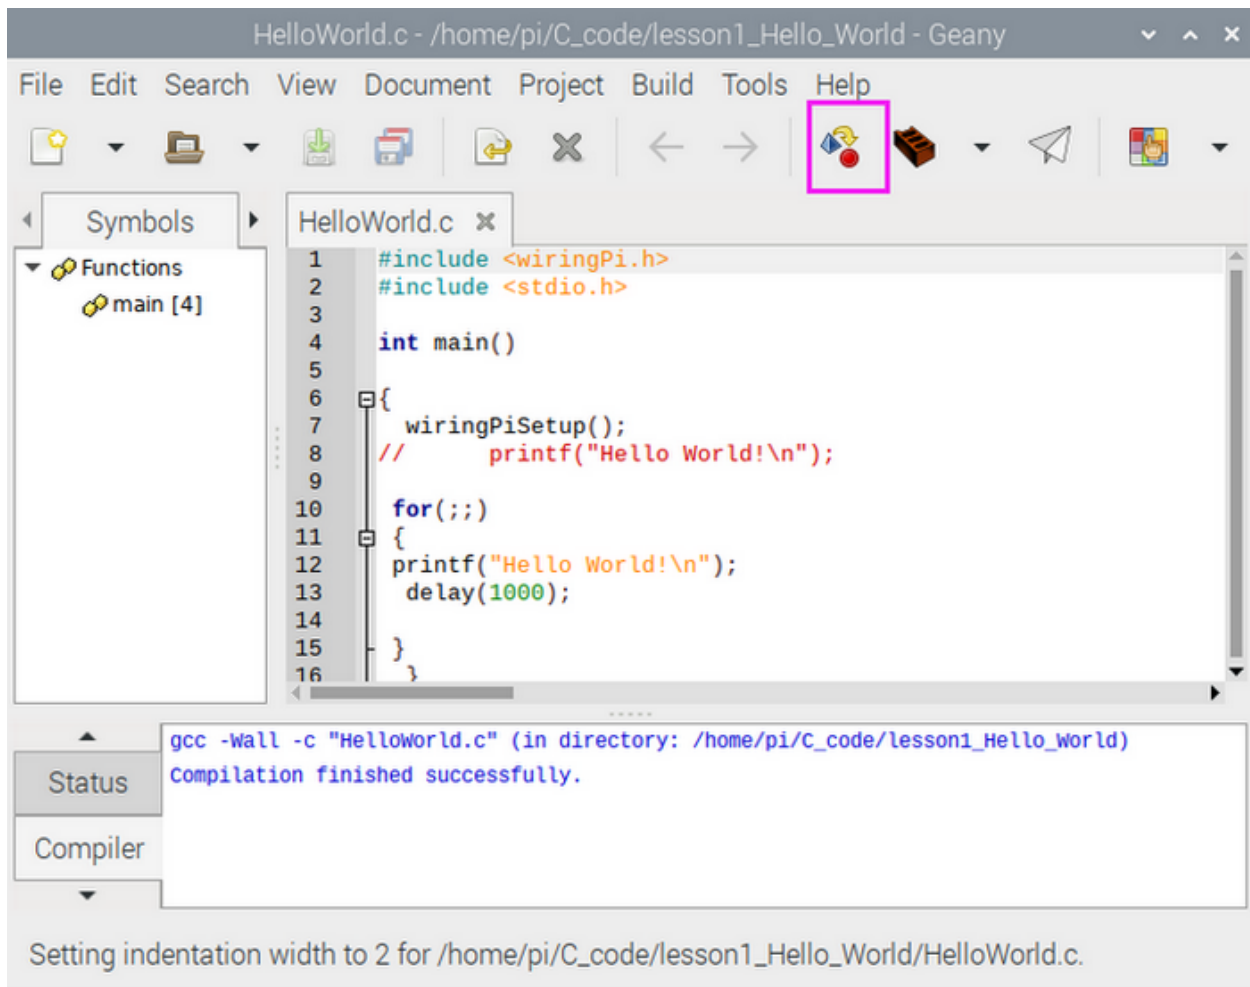 HelloWorld.c - /home/pi/C_code/lesson1_Hello_World - Geany
File Edit Search View Document Project Build Tools Help
Symbols
HelloWorld.c
Functions
main [4]
1 #include <wiringPi.h>
2 #include <stdio.h>
3
4 int main()
5
6 {
7 wiringPiSetup();
8 // printf("Hello World!\n");
9
10 for(;;)
11 {
12 printf("Hello World!\n");
13 delay(1000);
14
15 }
16 }
Status
Compiler
gcc -Wall -c "HelloWorld.c" (in directory: /home/pi/C_code/lesson1_Hello_World)
Compilation finished successfully.
Setting indentation width to 2 for /home/pi/C_code/lesson1_Hello_World/HelloWorld.c.